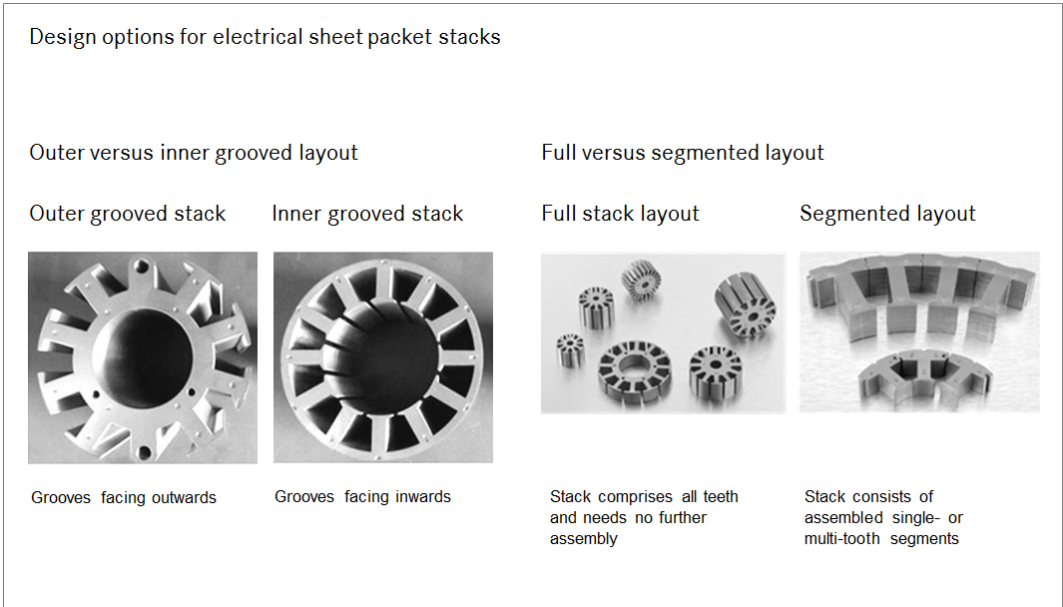 Design options for electrical sheet packet stacks
Outer versus inner grooved layout
Full versus segmented layout
Outer grooved stack
Inner grooved stack
Full stack layout
Segmented layout
Grooves facing outwards
Grooves facing inwards
Stack comprises all teeth
and needs no further
assembly
Stack consists of
assembled single- or
multi-tooth segments